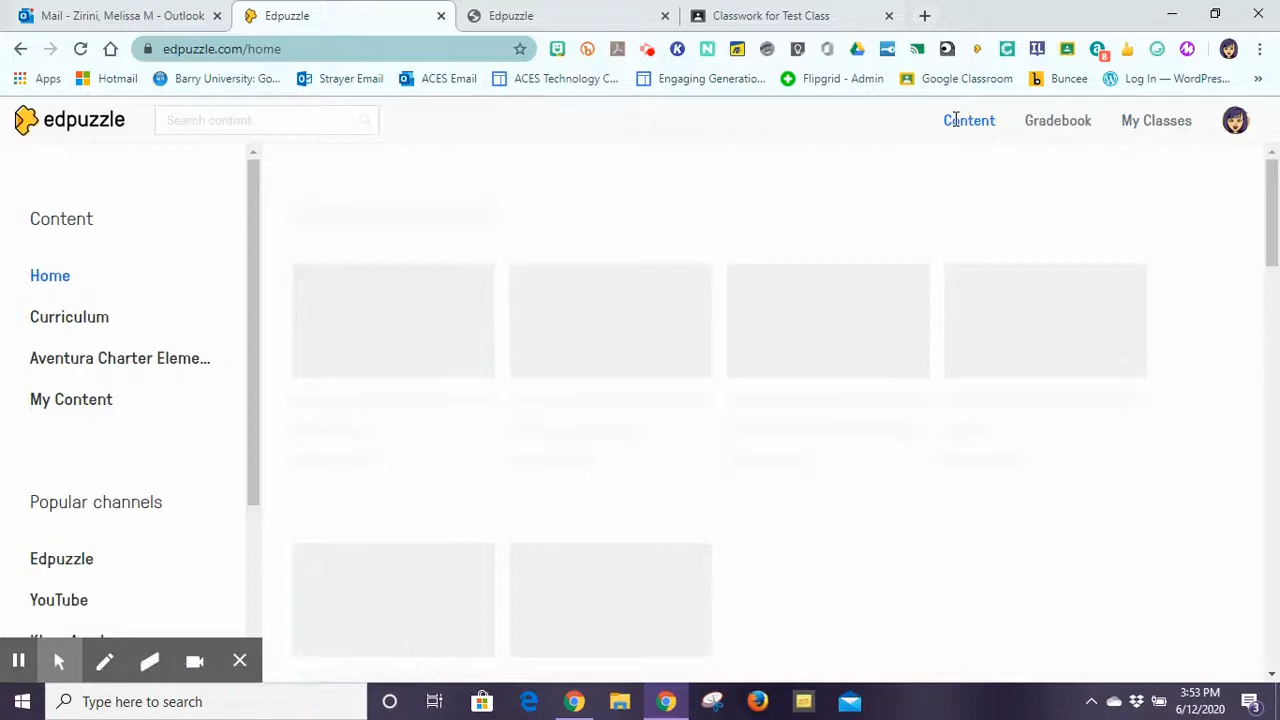 Mail - Zirini, Melissa M - Outlook
Edpuzzle
Edpuzzle
Classwork for Test Class
edpuzzle.com/home
8
Apps
Hotmail
Barry University: Go...
Strayer Email
ACES Email
ACES Technology C...
Engaging Generatio...
Flipgrid - Admin
Google Classroom
Buncee
Log In — WordPres...
edpuzzle
Search content
Content
Gradebook
My Classes
Content
Home
Curriculum
Aventura Charter Eleme...
My Content
Popular channels
Edpuzzle
YouTube
Type here to search
3:53 PM
6/12/2020
3